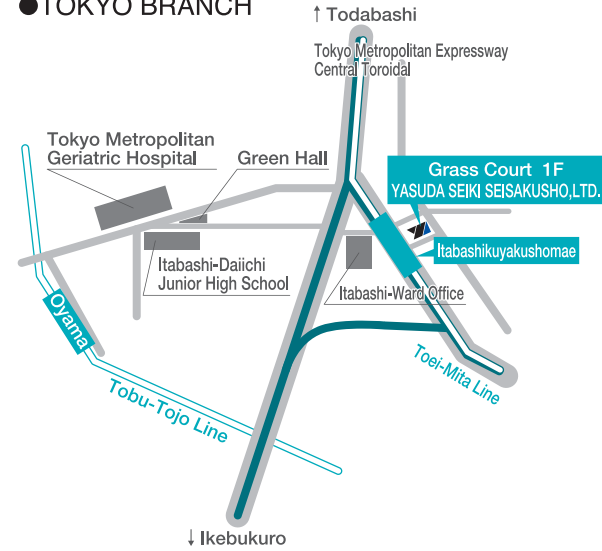 ●TOKYO BRANCH
↑ Todabashi
Tokyo Metropolitan Expressway
Central Toroidal
Tokyo Metropolitan
Geriatric Hospital
Green Hall
Grass Court 1F
YASUDA SEIKI SEISAKUSHO,LTD.
Itabashikuyakushomae
Itabashi-Daiichi
Junior High School
Itabashi-Ward Office
Oyama
Toei-Mita Line
Tobu-Tojo Line
↓ Ikebukuro